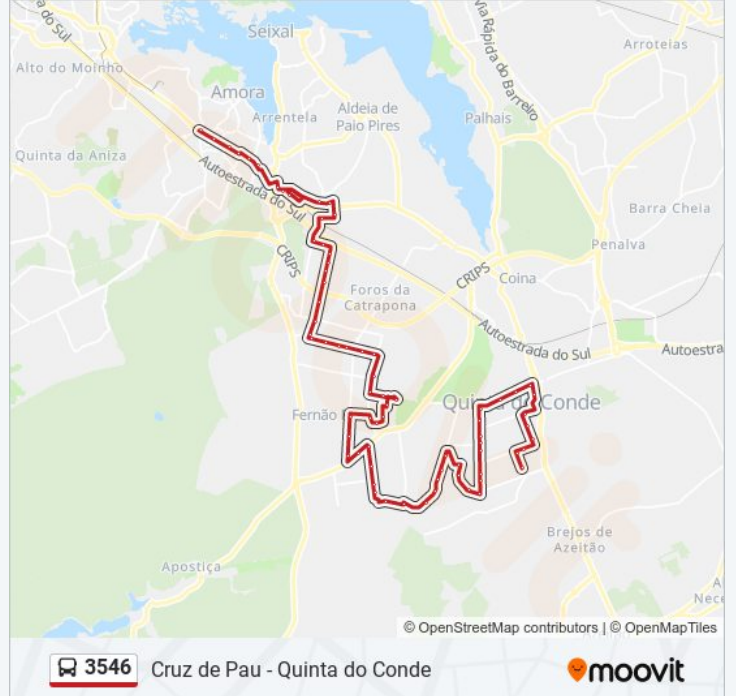 a do Sul
Seixal
Via Rápida do Barreiro
Arroteias
Alto do Moinho
Amora
Arrentela
Aldeia de
Paio Pires
Palhais
Quinta da Aniza
Autoestrada do Sul
Barra Cheia
Penalva
CRIPS
Foros da
Catrapona
CRIPS
Coina
Autoestrada do Sul
Autoestra
Fernão
Quinta do Conde
Brejos de
Azeitão
Apostiça
A
Nece
© OpenStreetMap contributors | © OpenMapTiles
3546 Cruz de Pau - Quinta do Conde
moovit